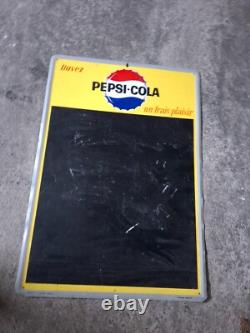 Buvez
PEPSI-COLA
un frais plaisir